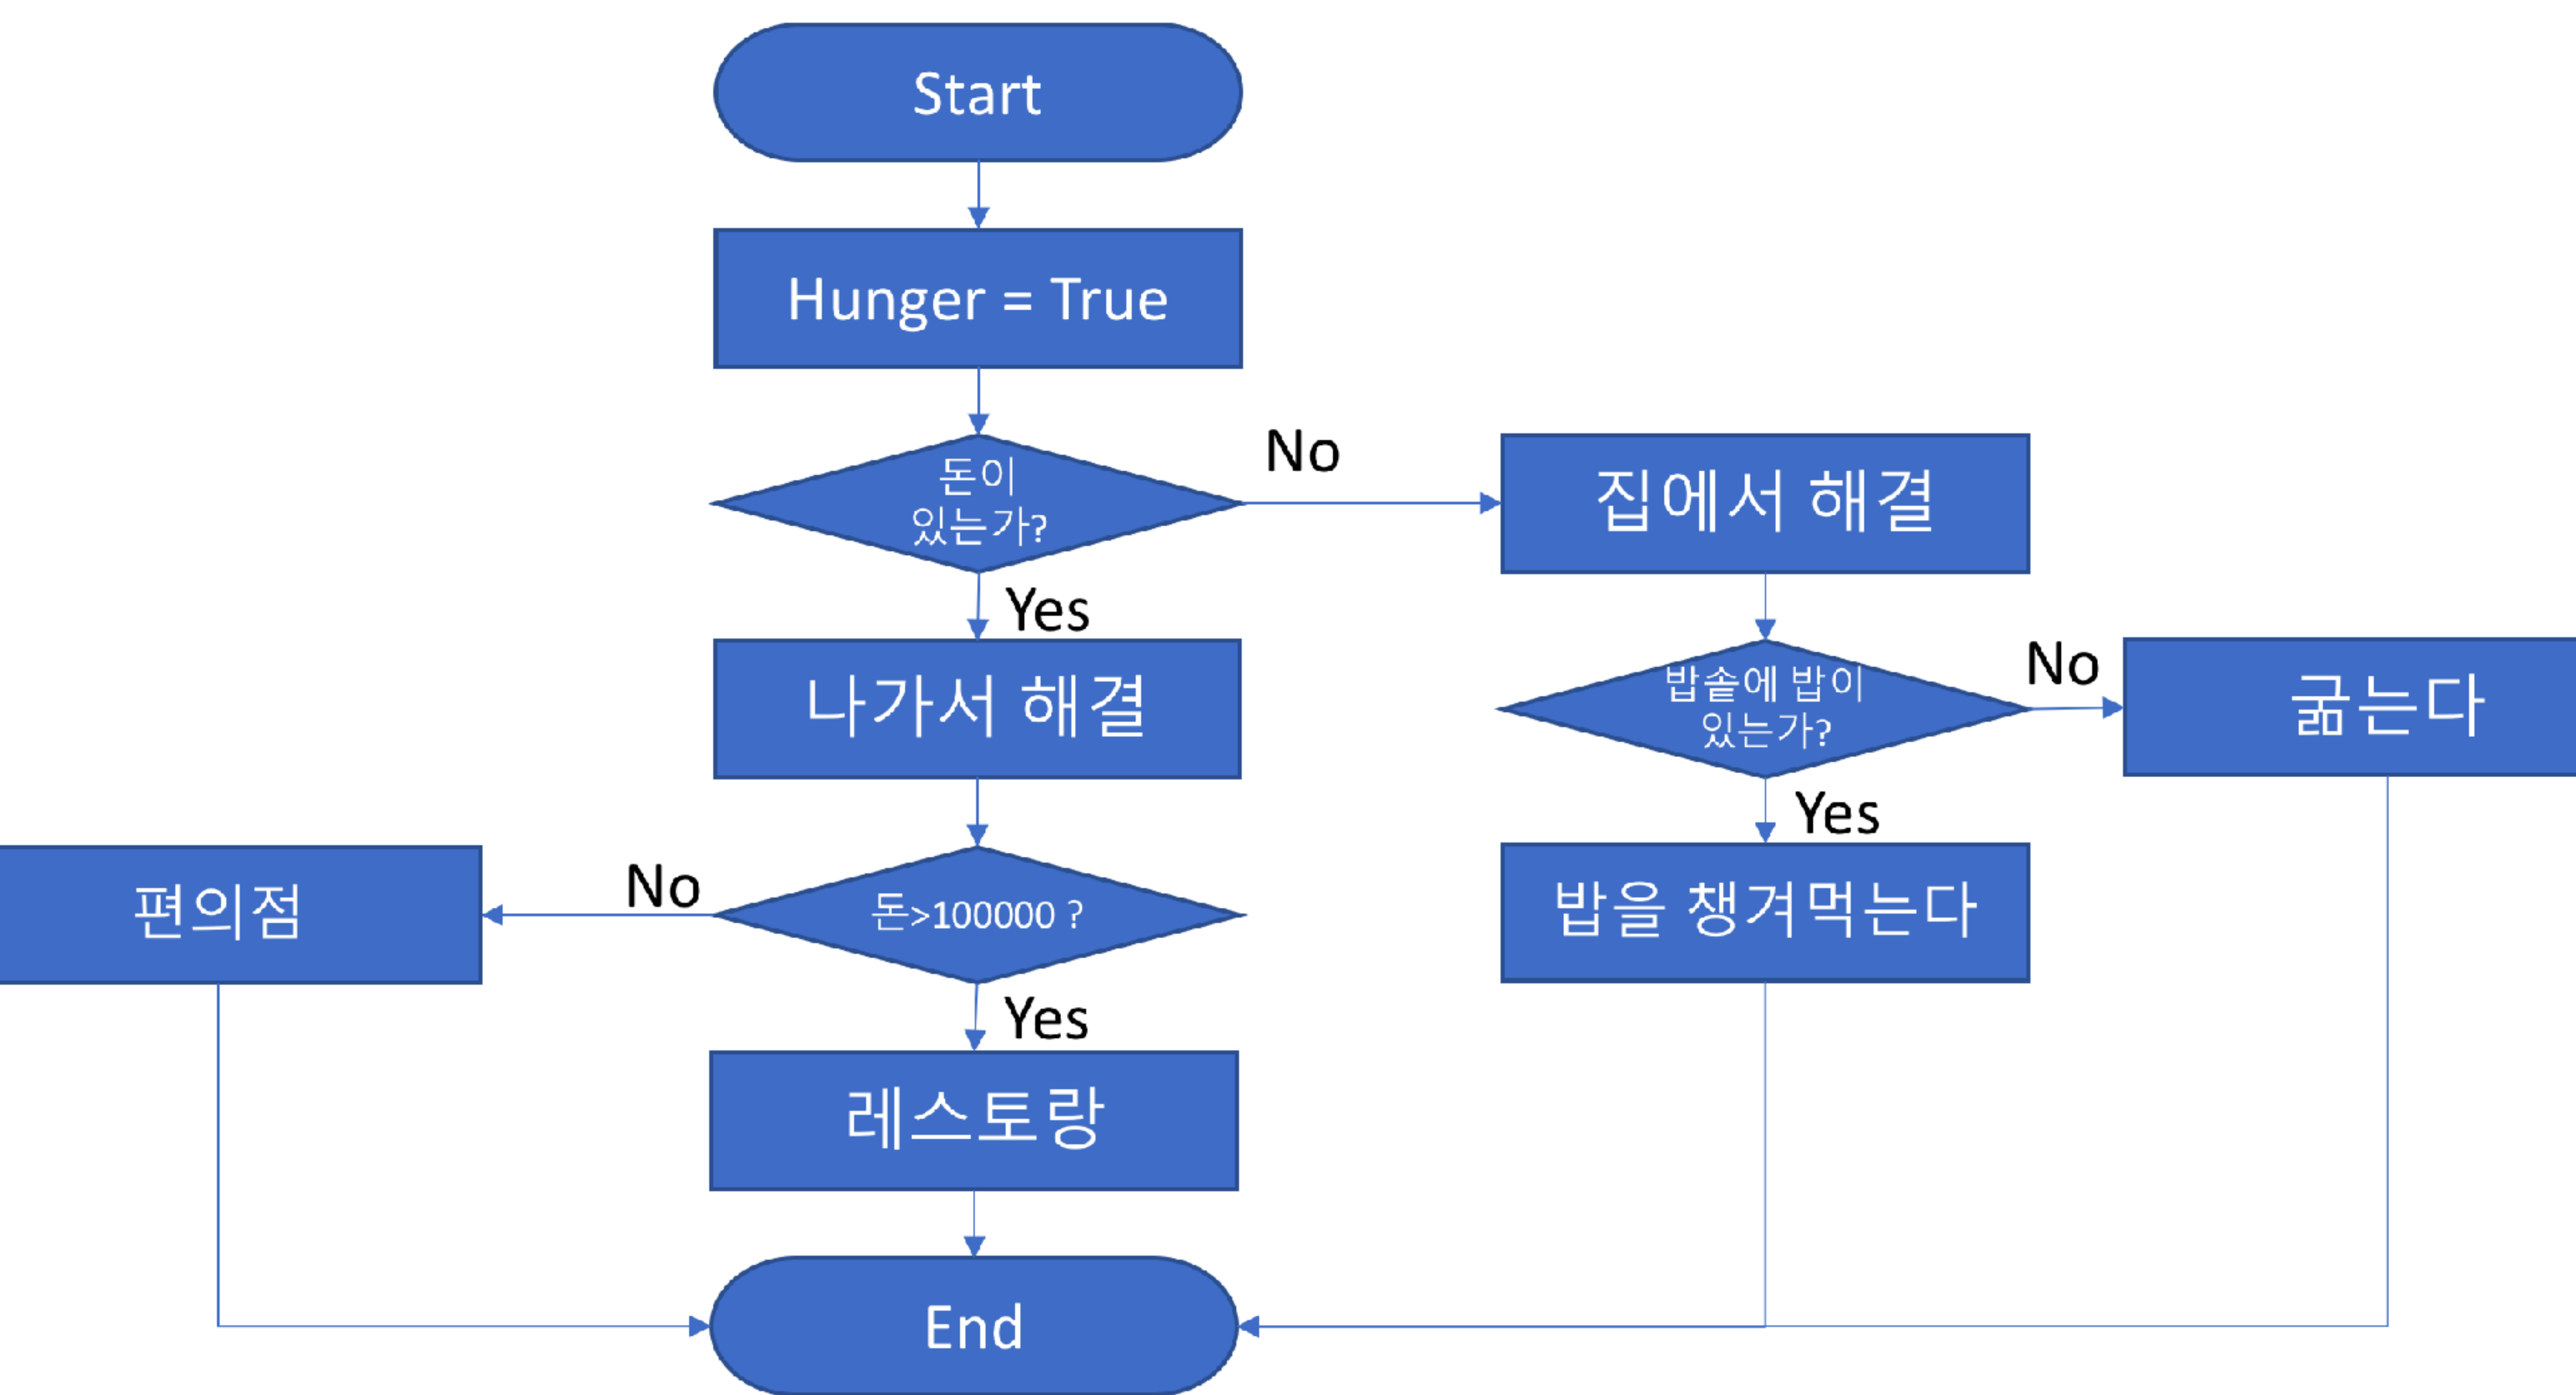 Start
Hunger = True
돈이
있는가?
No
집에서 해결
Yes
나가서 해결
밥솥에 밥이
있는가?
No
굶는다
Yes
밥을 챙겨먹는다
돈>100000 ?
No
편의점
Yes
레스토랑
End